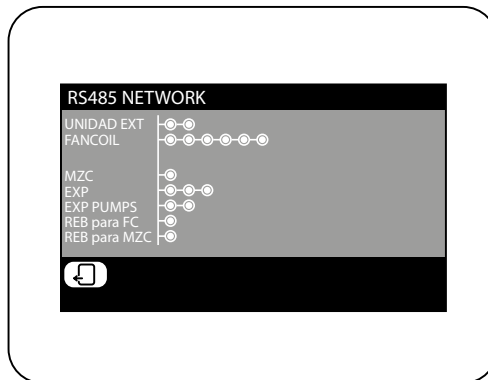 RS485 NETWORK
UNIDAD EXT
FANCOIL
MZC
EXP
EXP PUMPS
REB para FC
REB para MZC